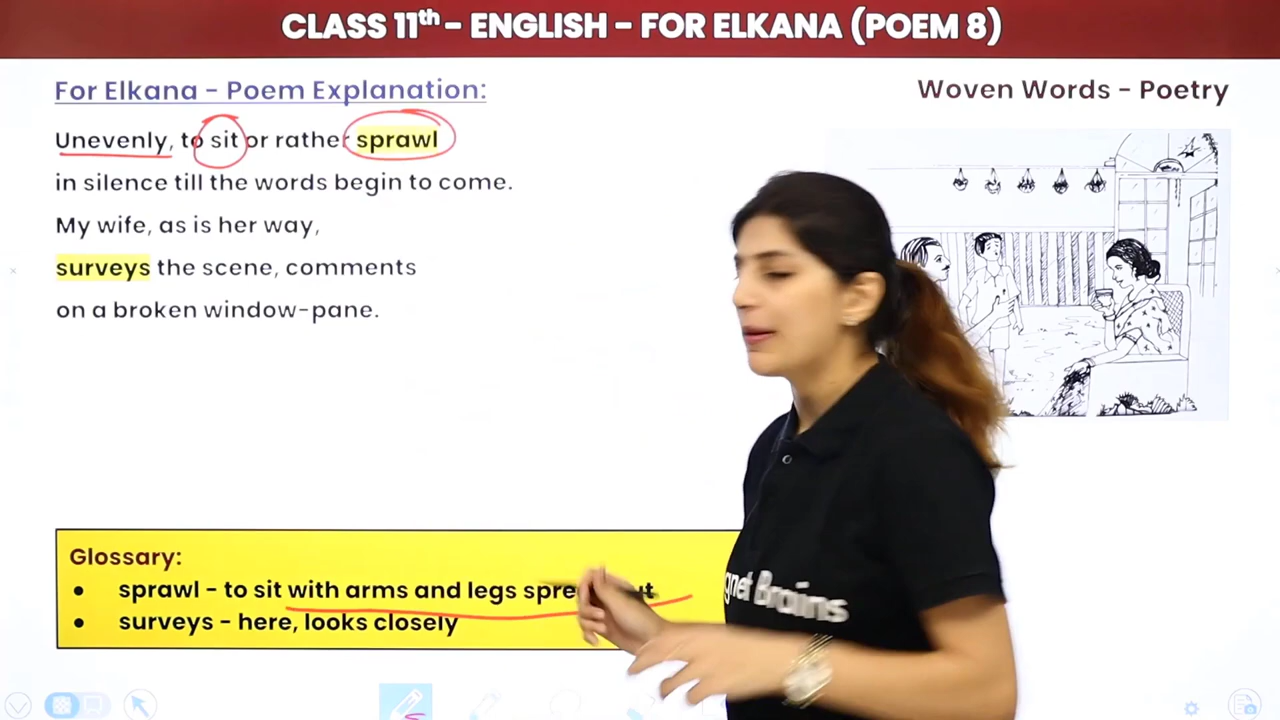 CLASS 11th – ENGLISH – FOR ELKANA (POEM 8)
For Elkana – Poem Explanation:
Woven Words – Poetry
Unevenly, to sit or rather sprawl
in silence till the words begin to come.
My wife, as is her way,
surveys the scene, comments
on a broken window-pane.
Glossary:
• sprawl – to sit with arms and legs
• surveys – here, looks closely
Brains